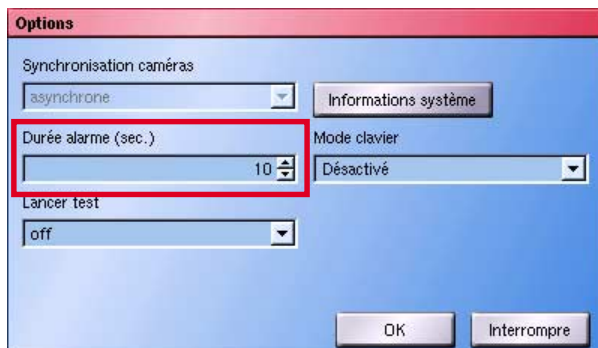 Options
Synchronisation caméras
asynchrone
Informations système
Durée alarme (sec.)
Mode clavier
10
Désactivé
Lancer test
off
OK
Interrompre